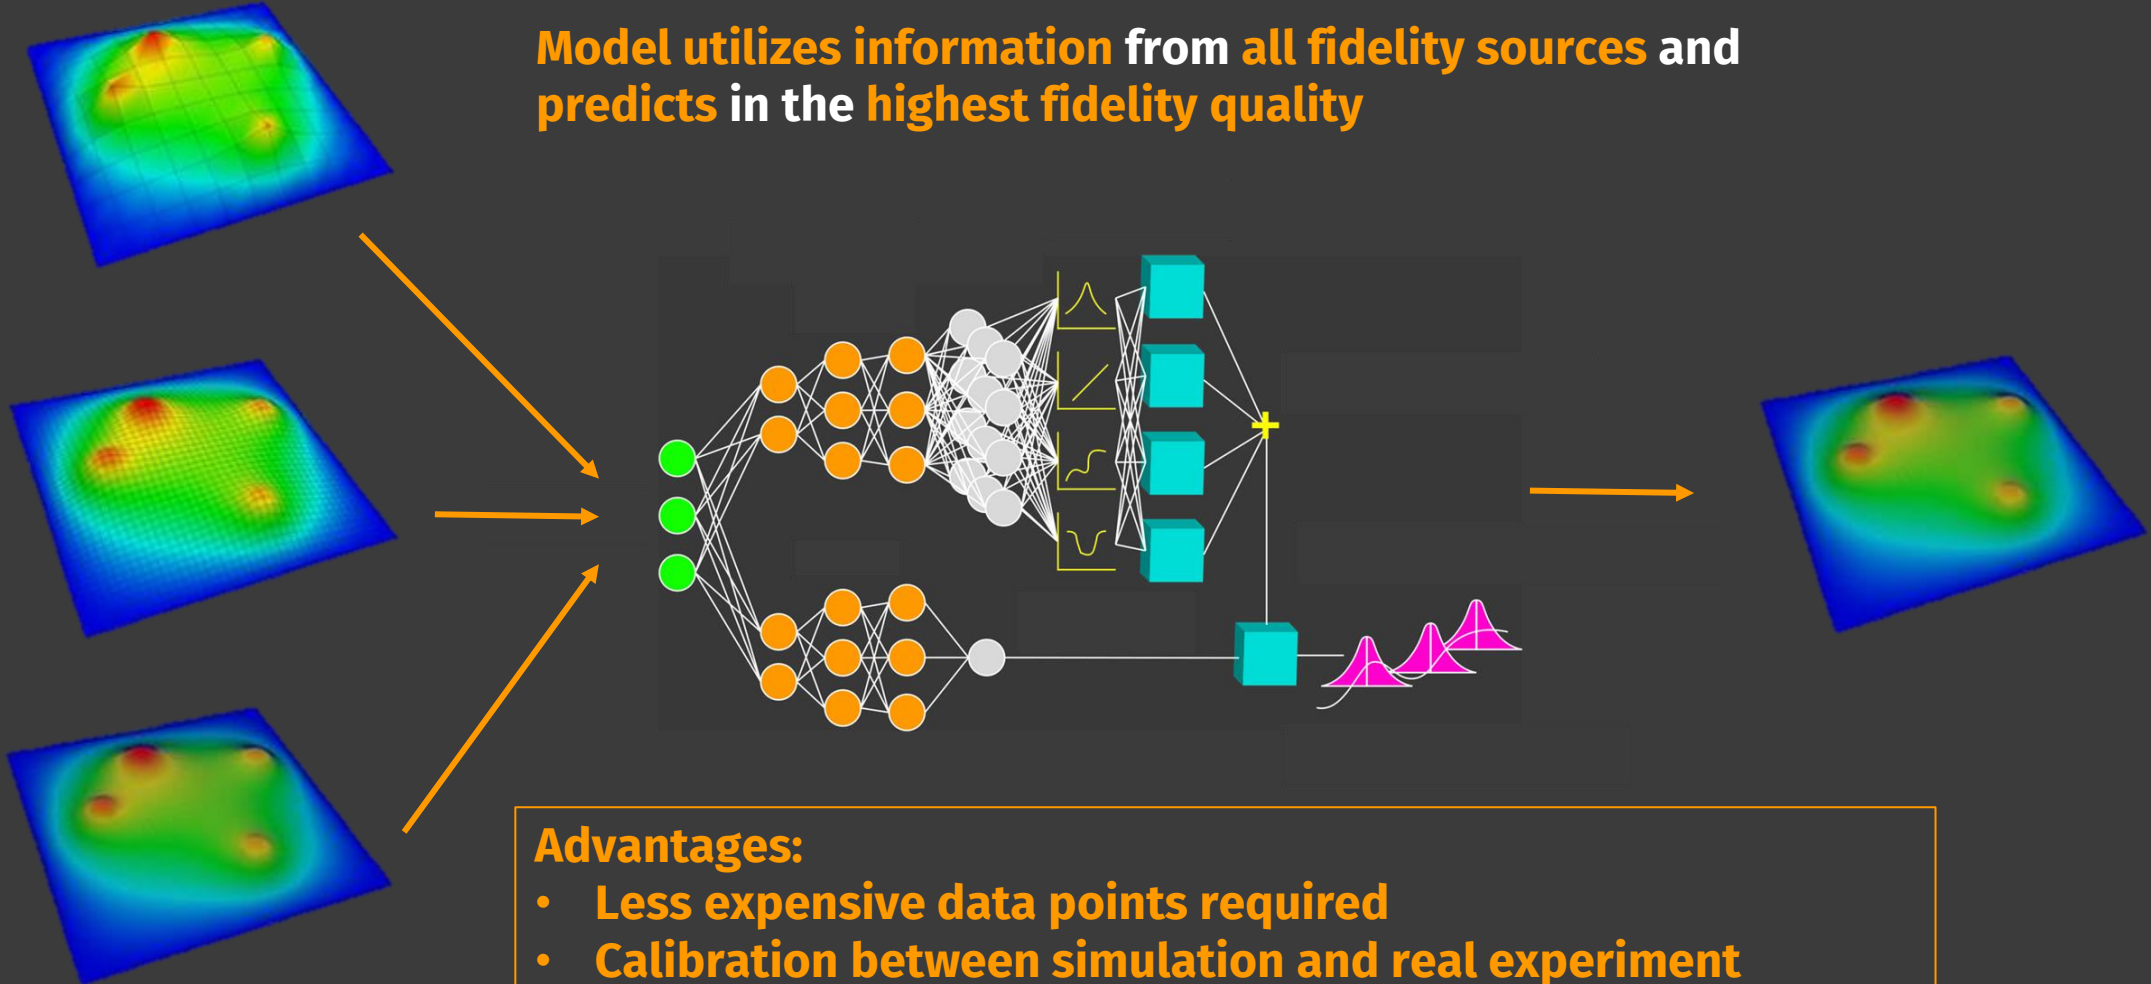 Model utilizes information from all fidelity sources and
predicts in the highest fidelity quality
Advantages:
• Less expensive data points required
• Calibration between simulation and real experiment